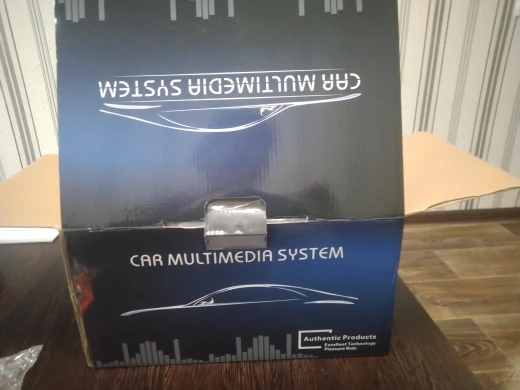 CAR MULTIMEDIA SYSTEM
CAR MULTIMEDIA SYSTEM
Authentic Products
Excellent Technology
Pleasant Ride